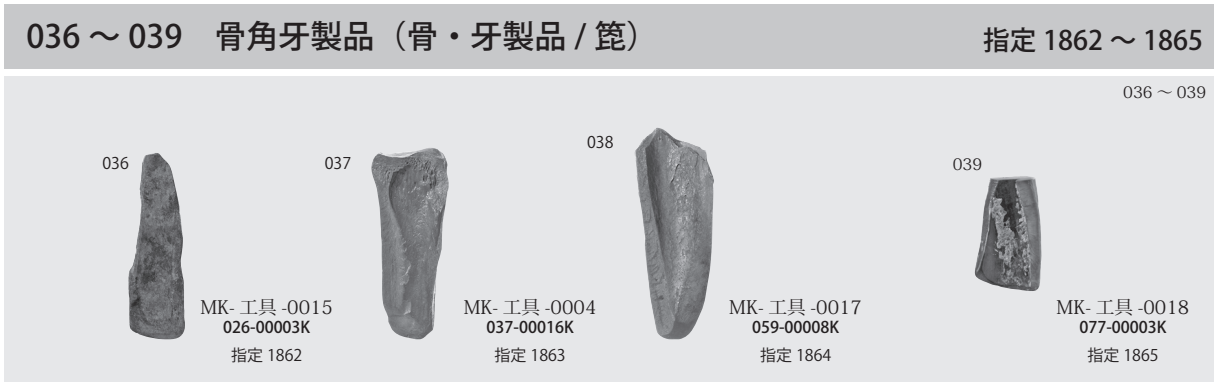 036 ～ 039　骨角牙製品（骨・牙製品 / 箆）
指定 1862 ～ 1865
036 ～ 039
036
037
038
039
MK- 工具 -0015
026-00003K
指定 1862
MK- 工具 -0004
037-00016K
指定 1863
MK- 工具 -0017
059-00008K
指定 1864
MK- 工具 -0018
077-00003K
指定 1865